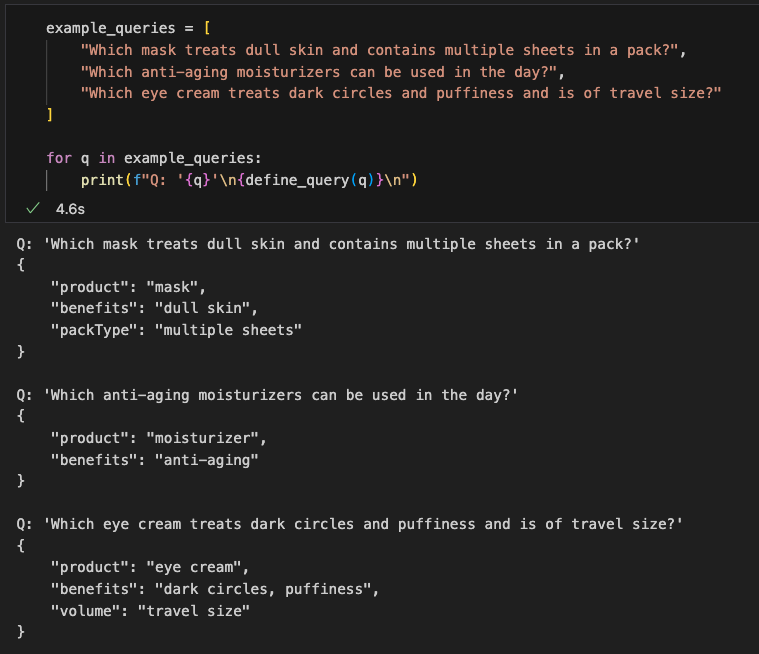 example_queries = [
    "Which mask treats dull skin and contains multiple sheets in a pack?",
    "Which anti-aging moisturizers can be used in the day?",
    "Which eye cream treats dark circles and puffiness and is of travel size?"
]

for q in example_queries:
    print(f"Q: '{q}'\n{define_query(q)}\n")
✓ 4.6s
Q: 'Which mask treats dull skin and contains multiple sheets in a pack?'
{
    "product": "mask",
    "benefits": "dull skin",
    "packType": "multiple sheets"
}

Q: 'Which anti-aging moisturizers can be used in the day?'
{
    "product": "moisturizer",
    "benefits": "anti-aging"
}

Q: 'Which eye cream treats dark circles and puffiness and is of travel size?'
{
    "product": "eye cream",
    "benefits": "dark circles, puffiness",
    "volume": "travel size"
}